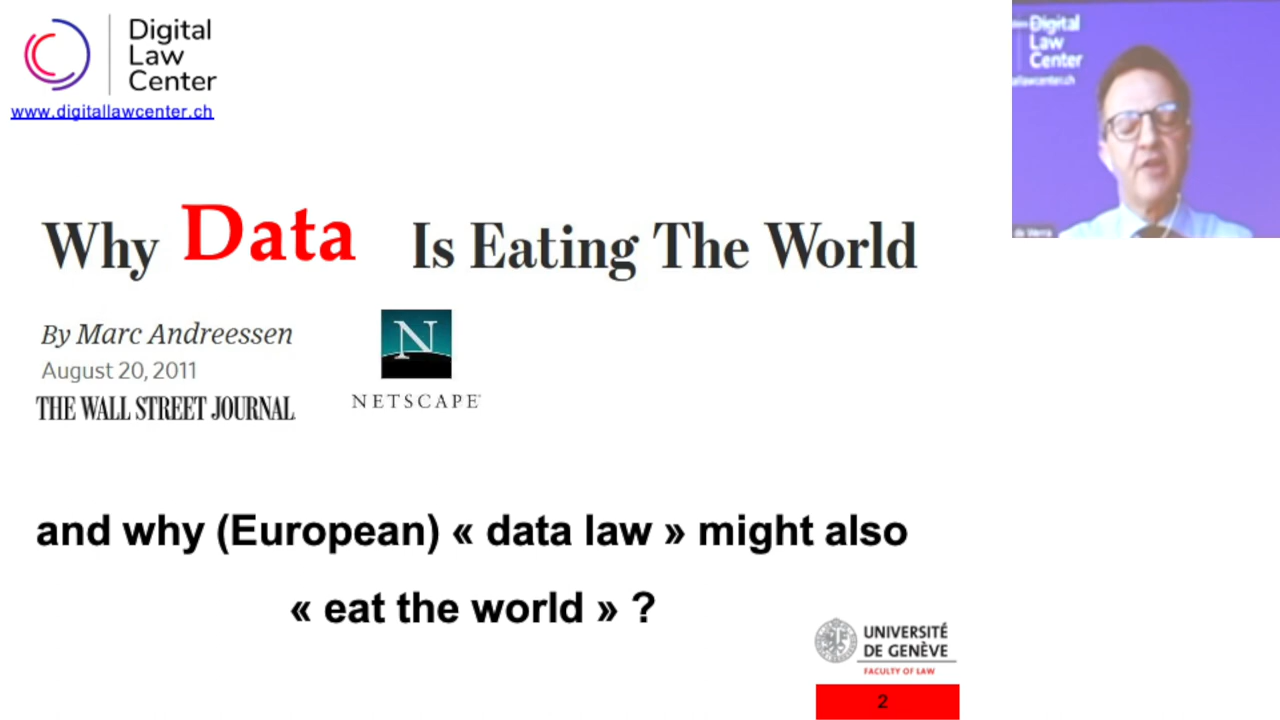 Digital
Law
Center
www.digitallawcenter.ch
Digital
Law
Center
Why Data Is Eating The World
By Marc Andreessen
August 20, 2011
THE WALL STREET JOURNAL
N
NETSCAPE
and why (European) « data law » might also
« eat the world » ?
UNIVERSITÉ
DE GENÈVE
FACULTY OF LAW
2